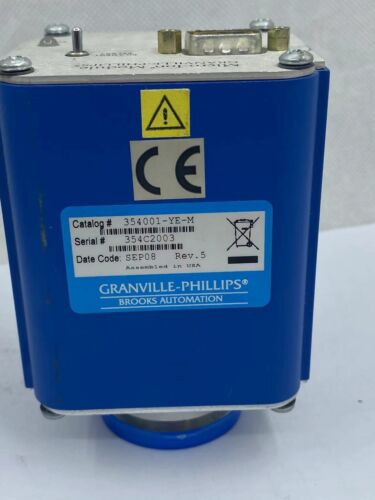 CE
Catalog # 354001-YE-M
Serial # 354C2003
Date Code: SEP08 Rev.5
Assembled in USA
GRANVILLE-PHILLIPS®
BROOKS AUTOMATION